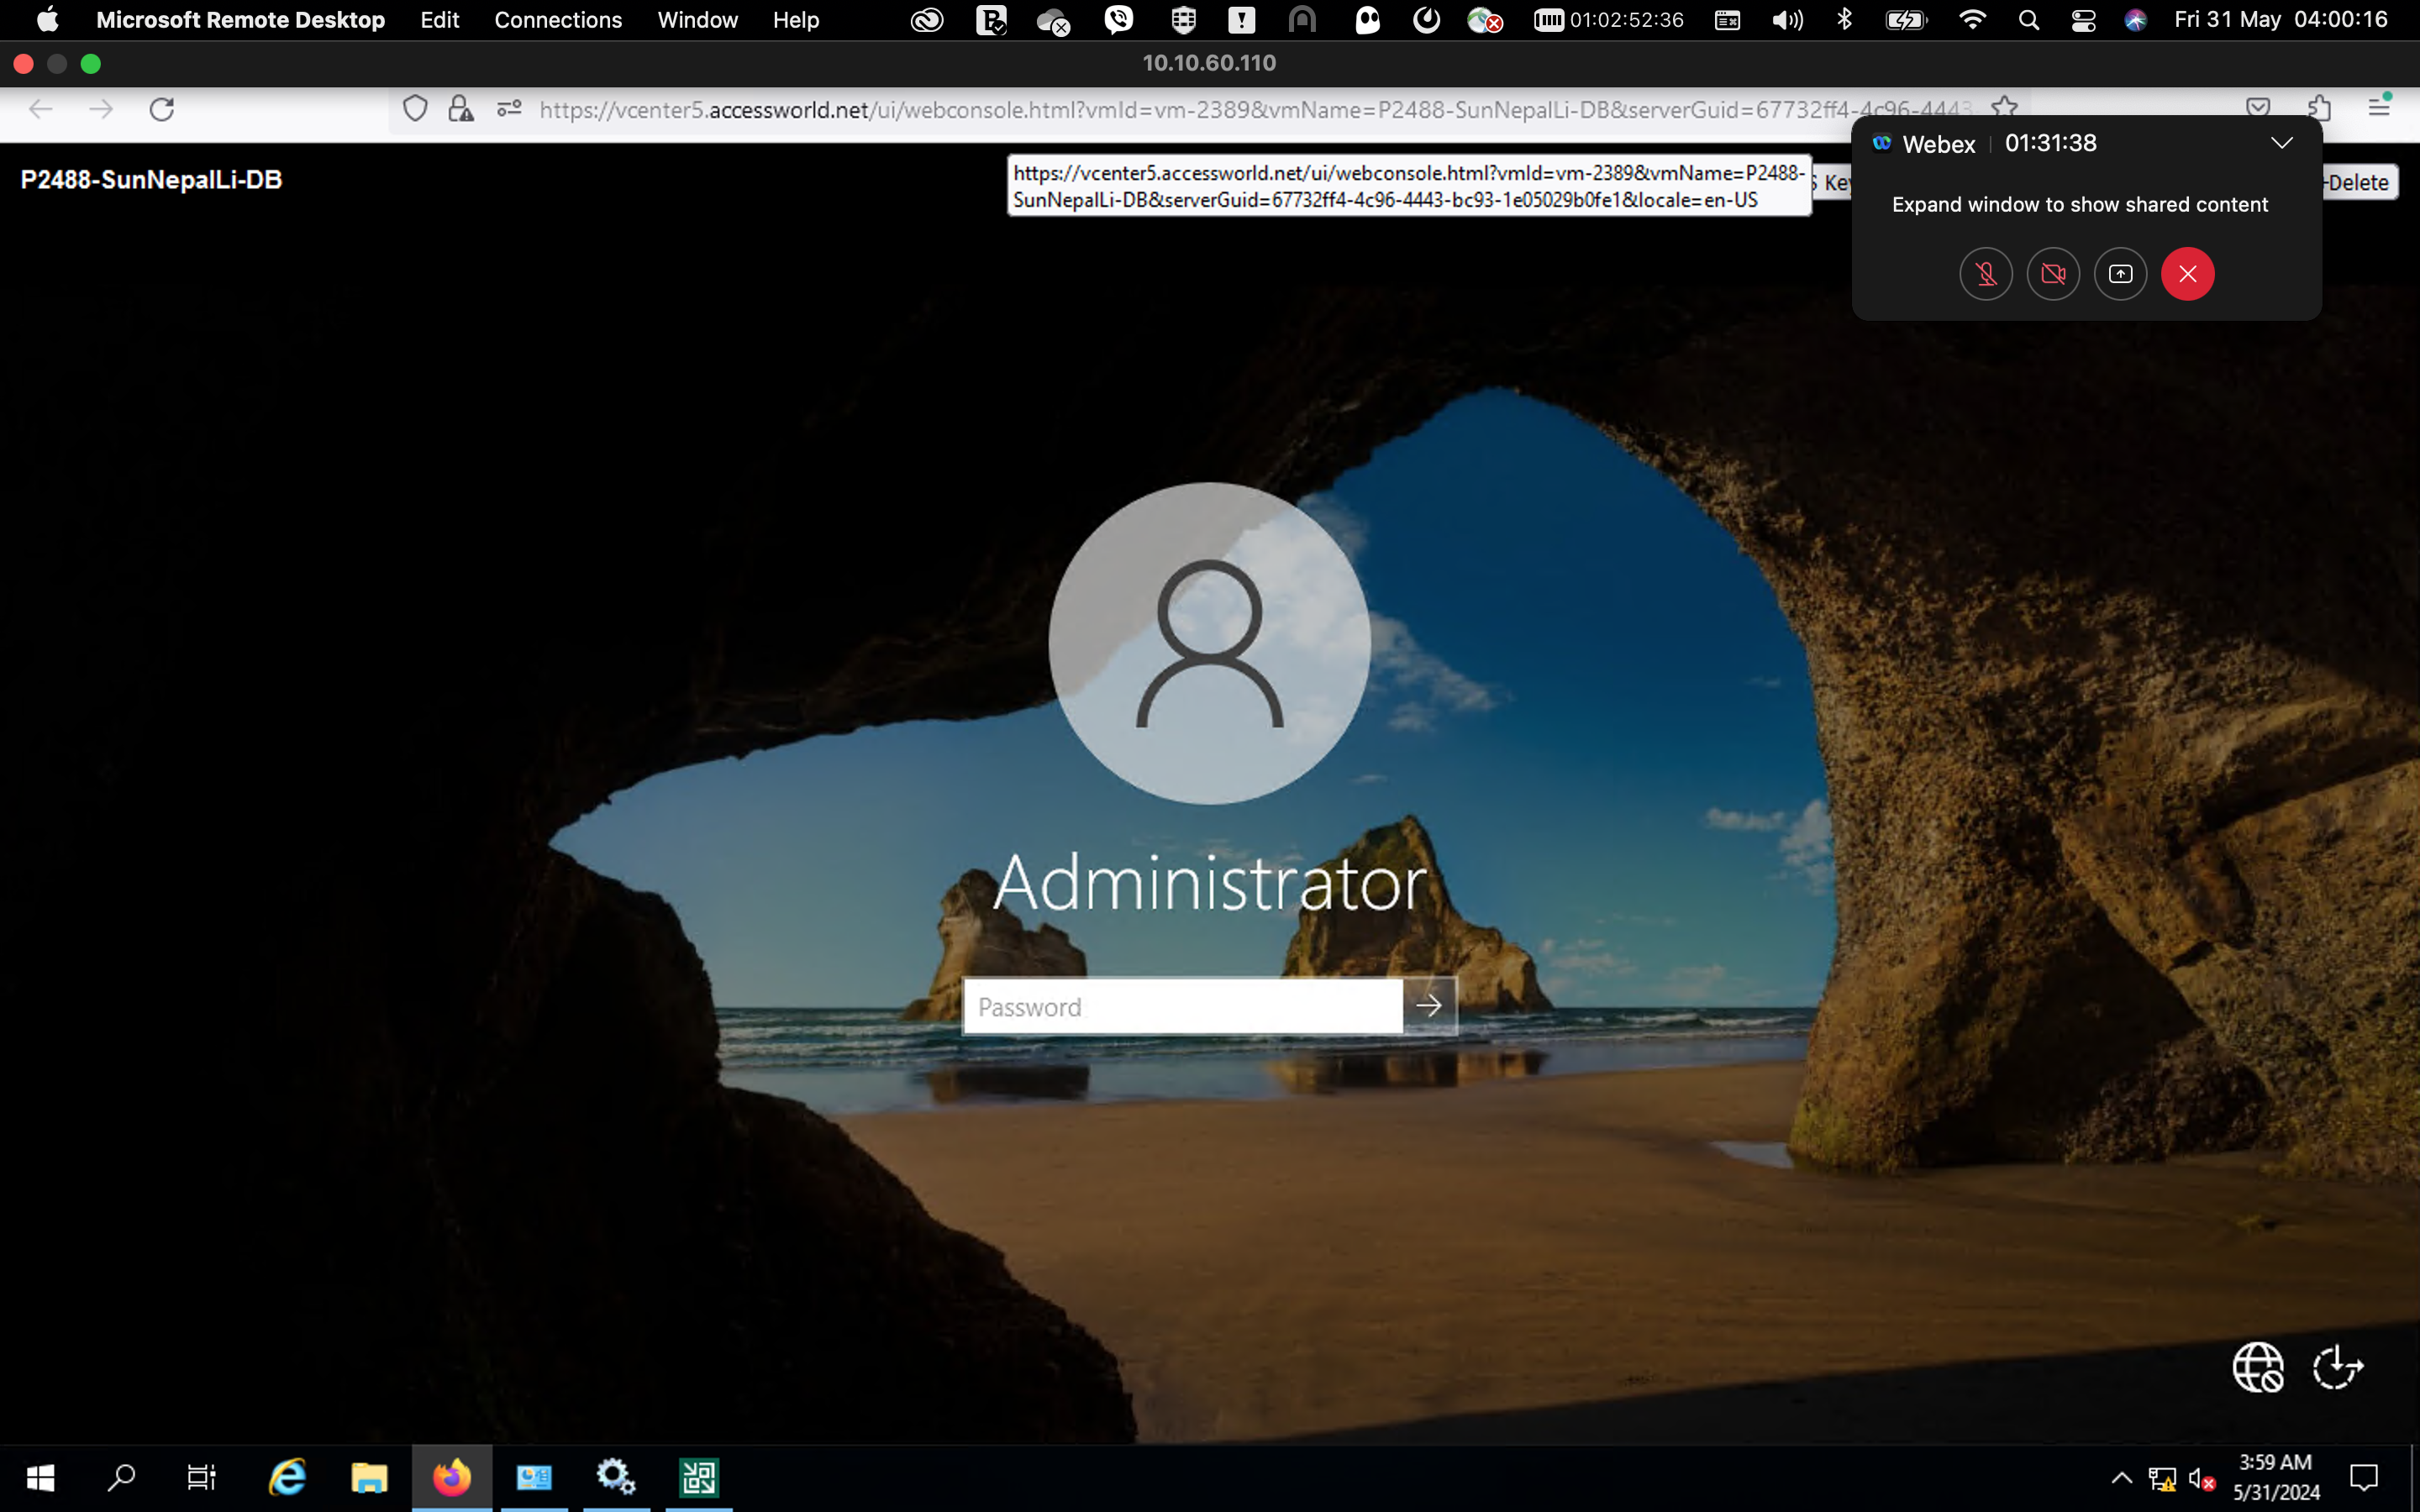 Microsoft Remote Desktop Edit Connections Window Help 01:02:52:36 Fri 31 May 04:00:16
10.10.60.110
https://vcenter5.accessworld.net/ui/webconsole.html?vmId=vm-2389&vmName=P2488-SunNepalLi-DB&serverGuid=67732ff4-4c96-4443-
P2488-SunNepalLi-DB
https://vcenter5.accessworld.net/ui/webconsole.html?vmId=vm-2389&vmName=P2488-
SunNepalLi-DB&serverGuid=67732ff4-4c96-4443-bc93-1e05029b0fe1&locale=en-US
Delete
Webex 01:31:38
Expand window to show shared content
Administrator
Password
3:59 AM
5/31/2024